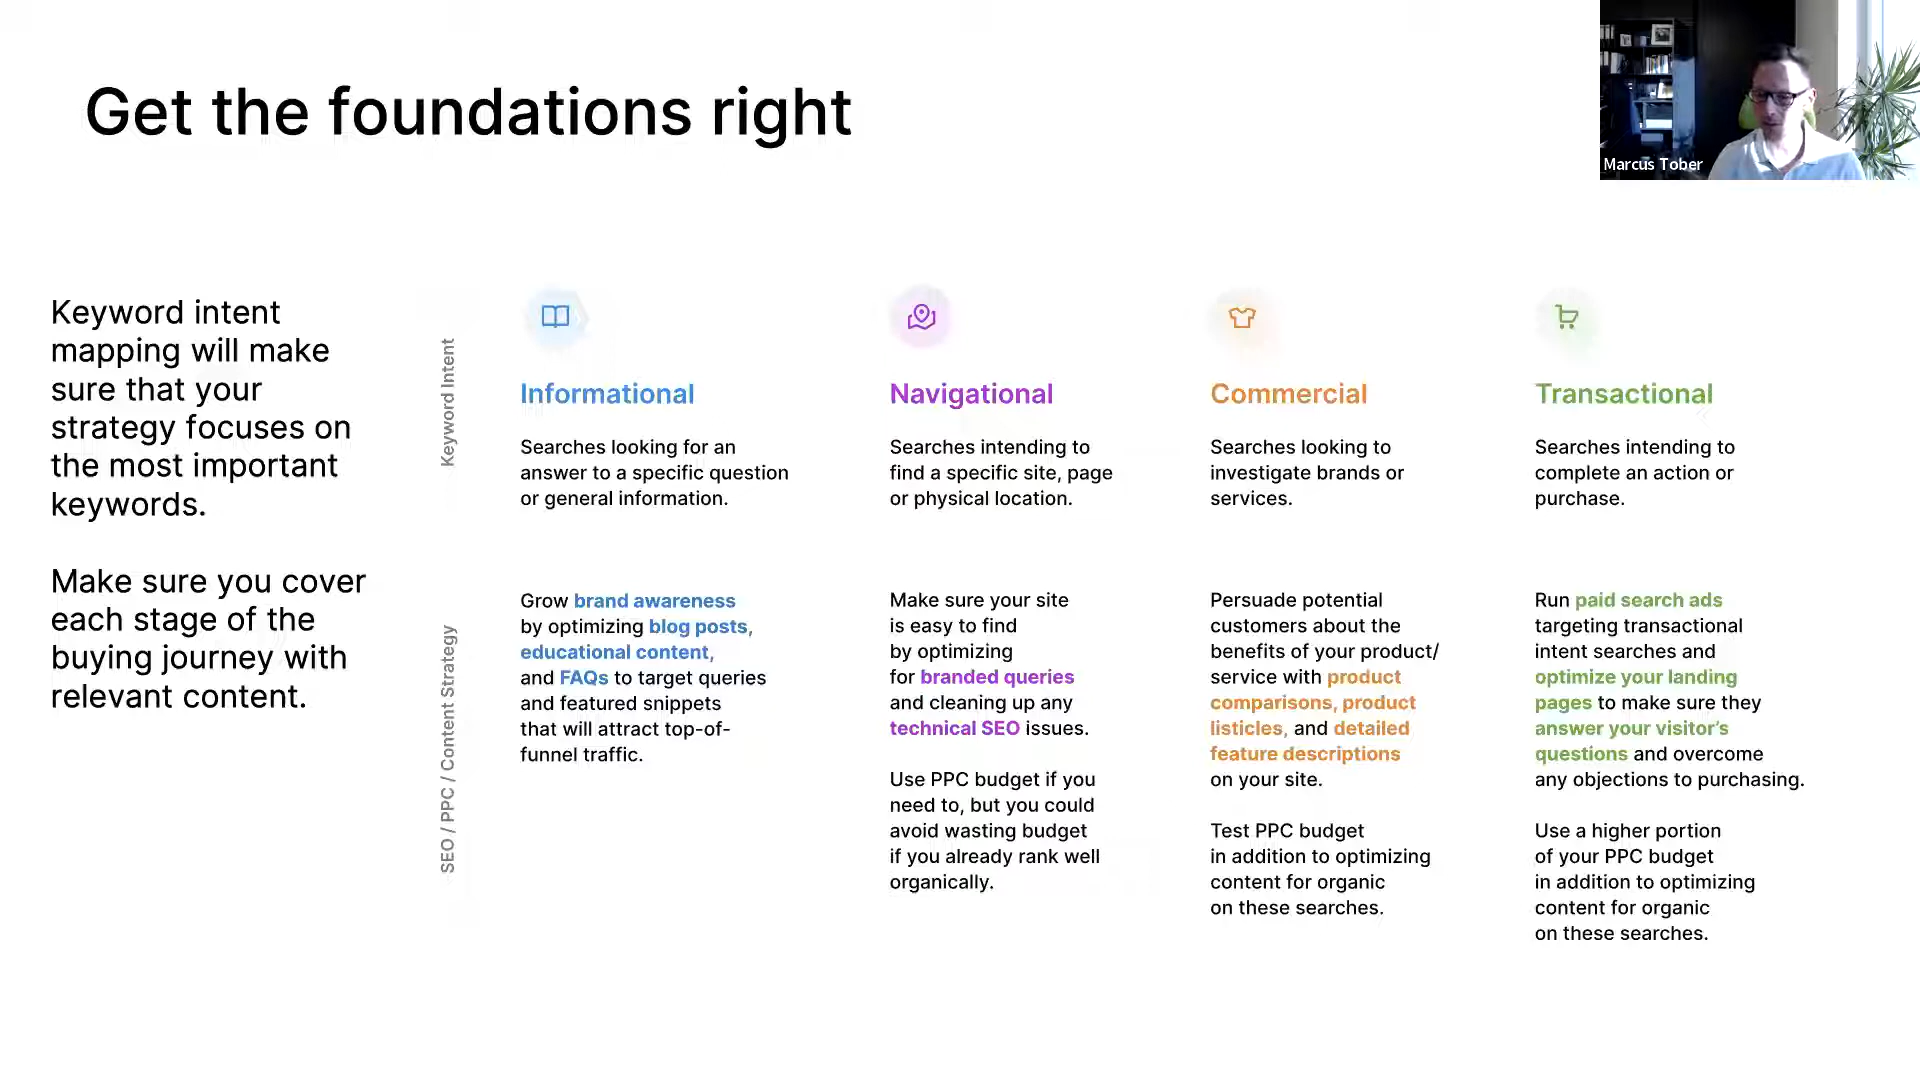 Get the foundations right
Marcus Tober
Keyword intent
mapping will make
sure that your
strategy focuses on
the most important
keywords.
Make sure you cover
each stage of the
buying journey with
relevant content.
Keyword Intent
Informational
Searches looking for an
answer to a specific question
or general information.
Navigational
Searches intending to
find a specific site, page
or physical location.
Commercial
Searches looking to
investigate brands or
services.
Transactional
Searches intending to
complete an action or
purchase.
SEO / PPC / Content Strategy
Grow brand awareness
by optimizing blog posts,
educational content,
and FAQs to target queries
and featured snippets
that will attract top-of-
funnel traffic.
Make sure your site
is easy to find
by optimizing
for branded queries
and cleaning up any
technical SEO issues.
Use PPC budget if you
need to, but you could
avoid wasting budget
if you already rank well
organically.
Persuade potential
customers about the
benefits of your product/
service with product
comparisons, product
listicles, and detailed
feature descriptions
on your site.
Test PPC budget
in addition to optimizing
content for organic
on these searches.
Run paid search ads
targeting transactional
intent searches and
optimize your landing
pages to make sure they
answer your visitor’s
questions and overcome
any objections to purchasing.
Use a higher portion
of your PPC budget
in addition to optimizing
content for organic
on these searches.